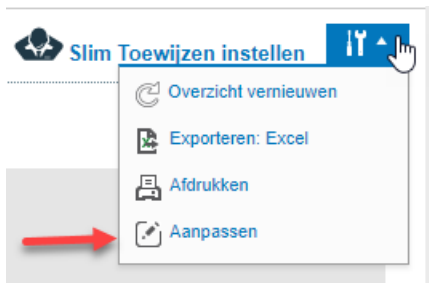 Slim Toewijzen instellen
Overzicht vernieuwen
Exporteren: Excel
Afdrukken
Aanpassen